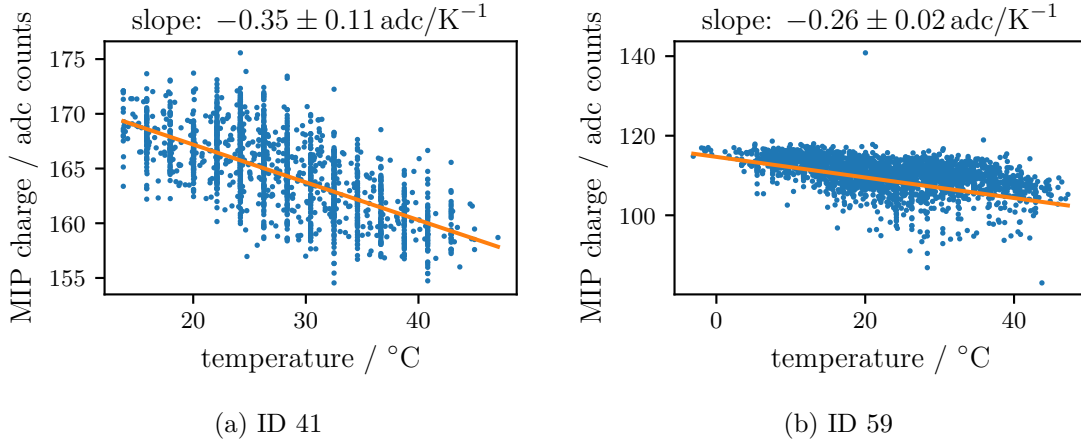 slope: −0.35 ± 0.11 adc/K⁻¹
MIP charge / adc counts
175
170
165
160
155
20
30
40
temperature / °C
(a) ID 41
slope: −0.26 ± 0.02 adc/K⁻¹
MIP charge / adc counts
140
120
100
0
20
40
temperature / °C
(b) ID 59